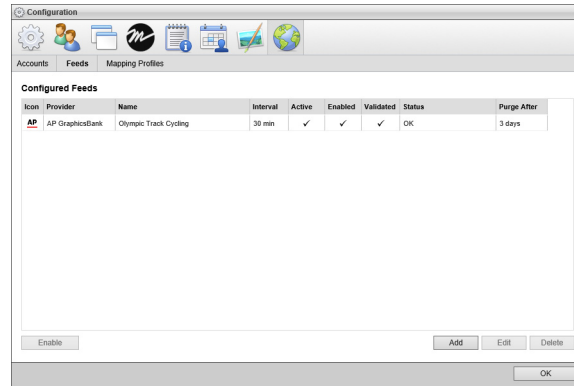 Configuration
Accounts Feeds Mapping Profiles
Configured Feeds
Icon Provider Name Interval Active Enabled Validated Status Purge After
AP AP GraphicsBank Olympic Track Cycling 30 min ✓ ✓ ✓ OK 3 days
Enable Add Edit Delete
OK